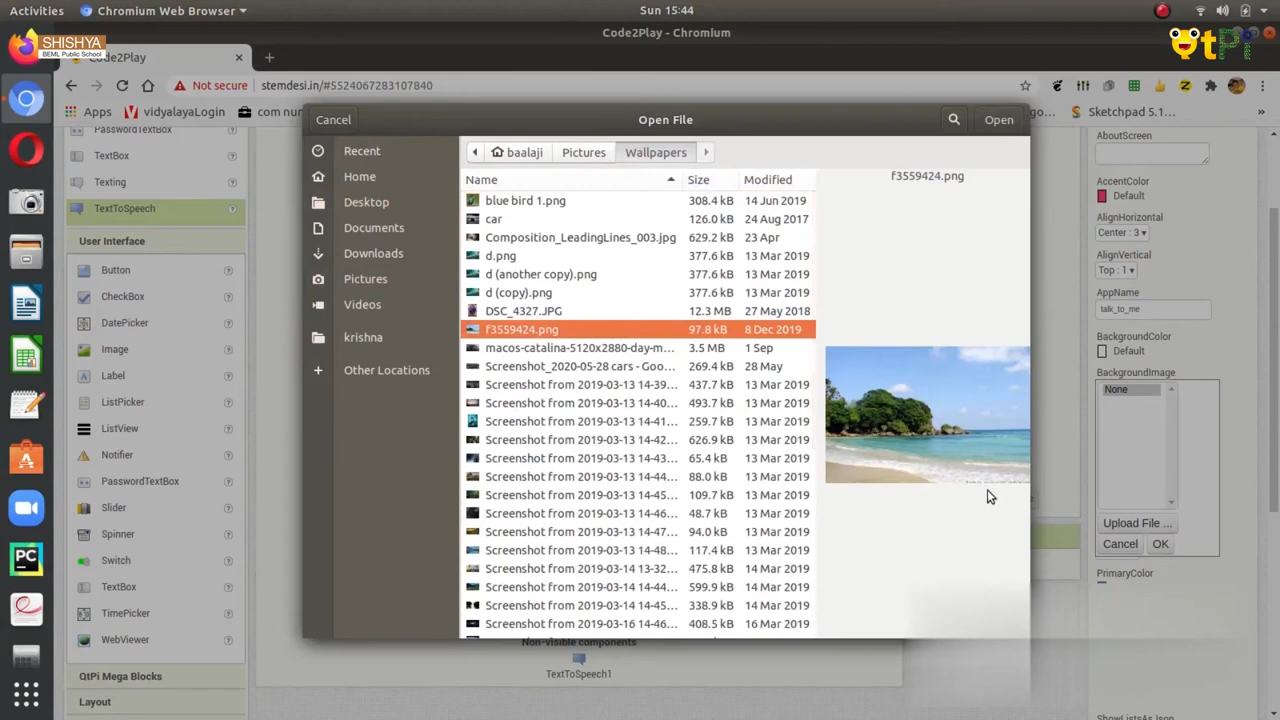 Activities
Chromium Web Browser
Sun 15:44
Code2Play - Chromium
SHISHYA
BEML Public School
Code2Play
QtPi
Not secure
stemdesi.in/#5524067283107840
Apps
vidyalayaLogin
com nur
Sketchpad 5.1...
PasswordTextBox
TextBox
Texting
TextToSpeech
User Interface
Button
CheckBox
DatePicker
Image
Label
ListPicker
ListView
Notifier
PasswordTextBox
Slider
Spinner
Switch
TextBox
TimePicker
WebViewer
QtPi Mega Blocks
Layout
Cancel
Open File
Open
Recent
Home
Desktop
Documents
Downloads
Pictures
Videos
krishna
Other Locations
baalaji
Pictures
Wallpapers
Name Size Modified
blue bird 1.png 308.4 kB 14 Jun 2019
car 126.0 kB 24 Aug 2017
Composition_LeadingLines_003.jpg 629.2 kB 23 Apr
d.png 377.6 kB 13 Mar 2019
d (another copy).png 377.6 kB 13 Mar 2019
d (copy).png 377.6 kB 13 Mar 2019
DSC_4327.JPG 12.3 MB 27 May 2018
f3559424.png 97.8 kB 8 Dec 2019
macos-catalina-5120x2880-day-m... 3.5 MB 1 Sep
Screenshot_2020-05-28 cars - Goo... 269.4 kB 28 May
Screenshot from 2019-03-13 14-39... 437.7 kB 13 Mar 2019
Screenshot from 2019-03-13 14-40... 493.7 kB 13 Mar 2019
Screenshot from 2019-03-13 14-41... 259.7 kB 13 Mar 2019
Screenshot from 2019-03-13 14-42... 626.9 kB 13 Mar 2019
Screenshot from 2019-03-13 14-43... 65.4 kB 13 Mar 2019
Screenshot from 2019-03-13 14-44... 88.0 kB 13 Mar 2019
Screenshot from 2019-03-13 14-45... 109.7 kB 13 Mar 2019
Screenshot from 2019-03-13 14-46... 48.7 kB 13 Mar 2019
Screenshot from 2019-03-13 14-47... 94.0 kB 13 Mar 2019
Screenshot from 2019-03-13 14-48... 117.4 kB 13 Mar 2019
Screenshot from 2019-03-14 13-32... 475.8 kB 14 Mar 2019
Screenshot from 2019-03-14 14-44... 599.9 kB 14 Mar 2019
Screenshot from 2019-03-14 14-45... 338.9 kB 14 Mar 2019
Screenshot from 2019-03-16 14-46... 408.5 kB 16 Mar 2019
f3559424.png
Non-visible components
TextToSpeech1
AboutScreen
AccentColor
Default
AlignHorizontal
Center : 3
AlignVertical
Top : 1
AppName
talk_to_me
BackgroundColor
Default
BackgroundImage
None
Upload File ...
Cancel
OK
PrimaryColor
ShowListsAsJson